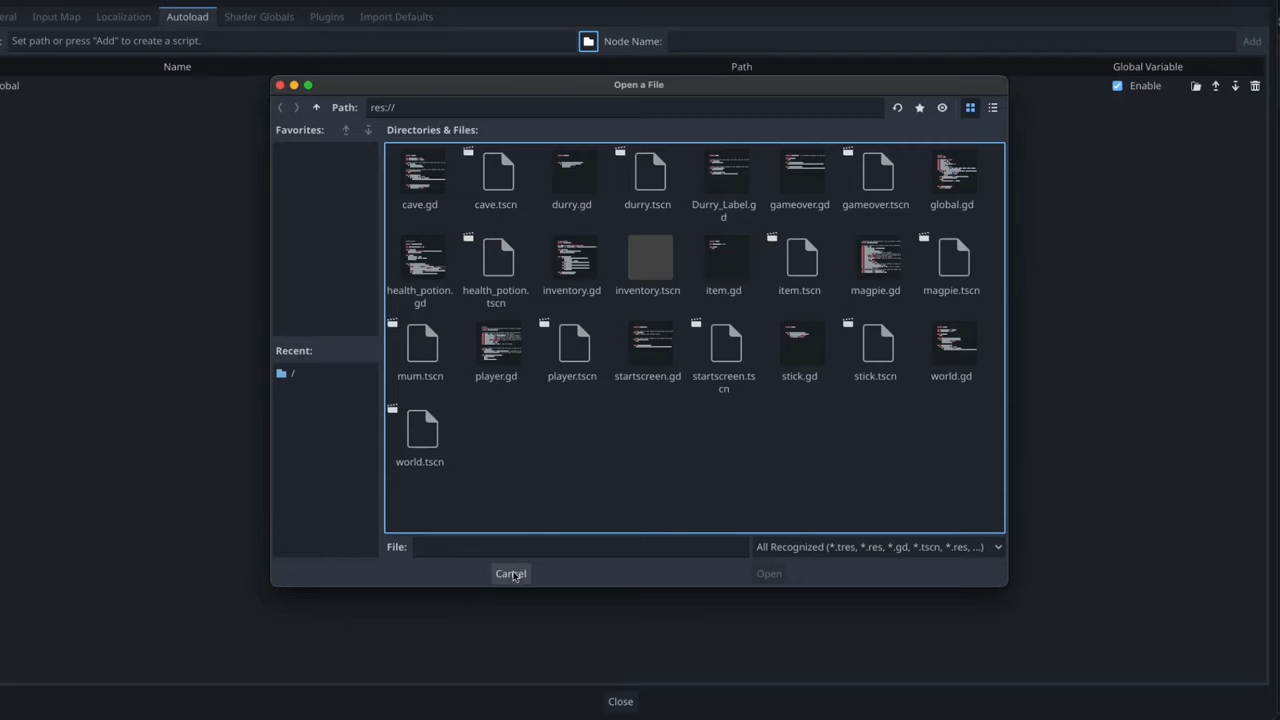 eral Input Map Localization Autoload Shader Globals Plugins Import Defaults
: Set path or press "Add" to create a script. Node Name: Add
Name Path Global Variable
obal Enable
Open a File
Path: res://
Favorites: Directories & Files:
cave.gd cave.tscn durry.gd durry.tscn Durry_Label.g gameover.gd gameover.tscn global.gd
d
health_potion. health_potion. inventory.gd inventory.tscn item.gd item.tscn magpie.gd magpie.tscn
gd tscn
Recent:
/
mum.tscn player.gd player.tscn startscreen.gd startscreen.ts stick.gd stick.tscn world.gd
cn
world.tscn
File: All Recognized (*.tres, *.res, *.gd, *.tscn, *.res, ...)
Cancel Open
Close